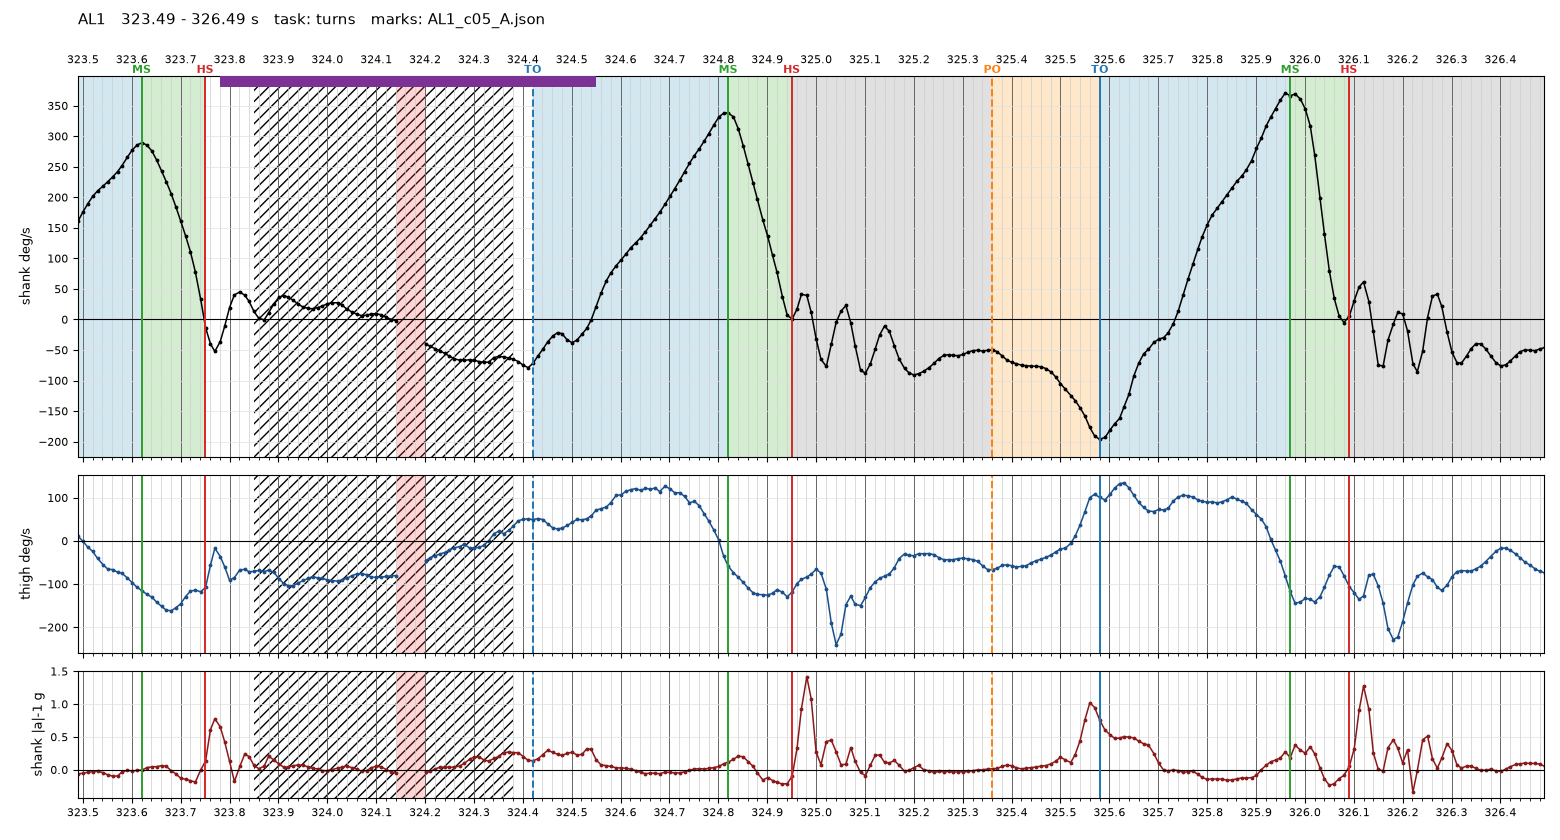 AL1   323.49 - 326.49 s   task: turns   marks: AL1_c05_A.json
323.5 323.6 323.7 323.8 323.9 324.0 324.1 324.2 324.3 324.4 324.5 324.6 324.7 324.8 324.9 325.0 325.1 325.2 325.3 325.4 325.5 325.6 325.7 325.8 325.9 326.0 326.1 326.2 326.3 326.4
MS HS TO MS HS PO TO MS HS
shank deg/s
350
300
250
200
150
100
50
0
−50
−100
−150
−200
thigh deg/s
100
0
−100
−200
shank |a|-1 g
1.5
1.0
0.5
0.0
323.5 323.6 323.7 323.8 323.9 324.0 324.1 324.2 324.3 324.4 324.5 324.6 324.7 324.8 324.9 325.0 325.1 325.2 325.3 325.4 325.5 325.6 325.7 325.8 325.9 326.0 326.1 326.2 326.3 326.4